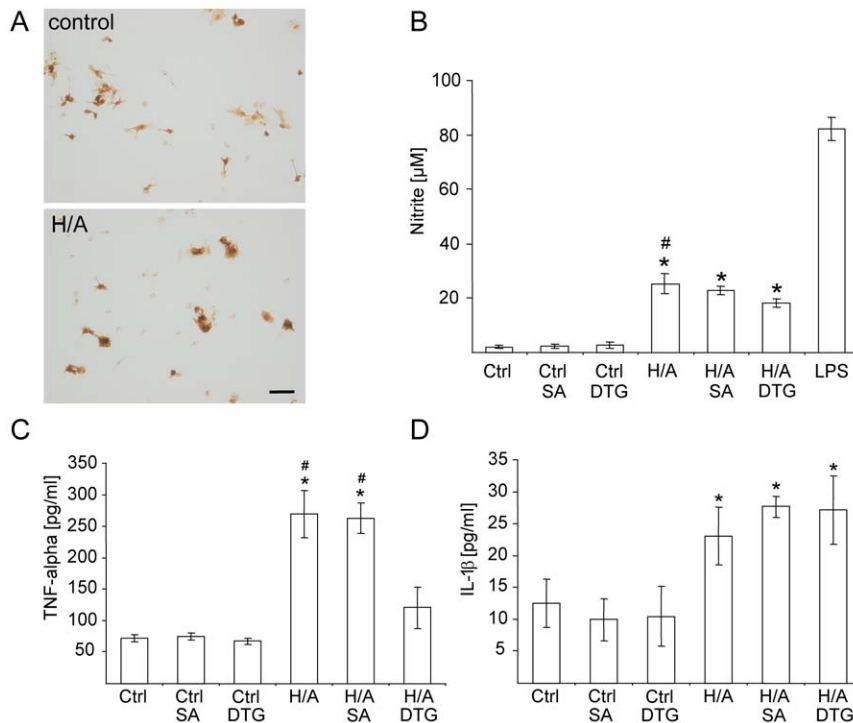 A
control
H/A
B
Nitrite [µM]
100
80
60
40
20
#
* * *
Ctrl Ctrl Ctrl H/A H/A H/A LPS
SA DTG SA DTG
C
TNF-alpha [pg/ml]
350
300
250
200
150
100
50
# #
* *
Ctrl Ctrl Ctrl H/A H/A H/A
SA DTG SA DTG
D
IL-1β [pg/ml]
35
30
25
20
15
10
5
* * *
Ctrl Ctrl Ctrl H/A H/A H/A
SA DTG SA DTG